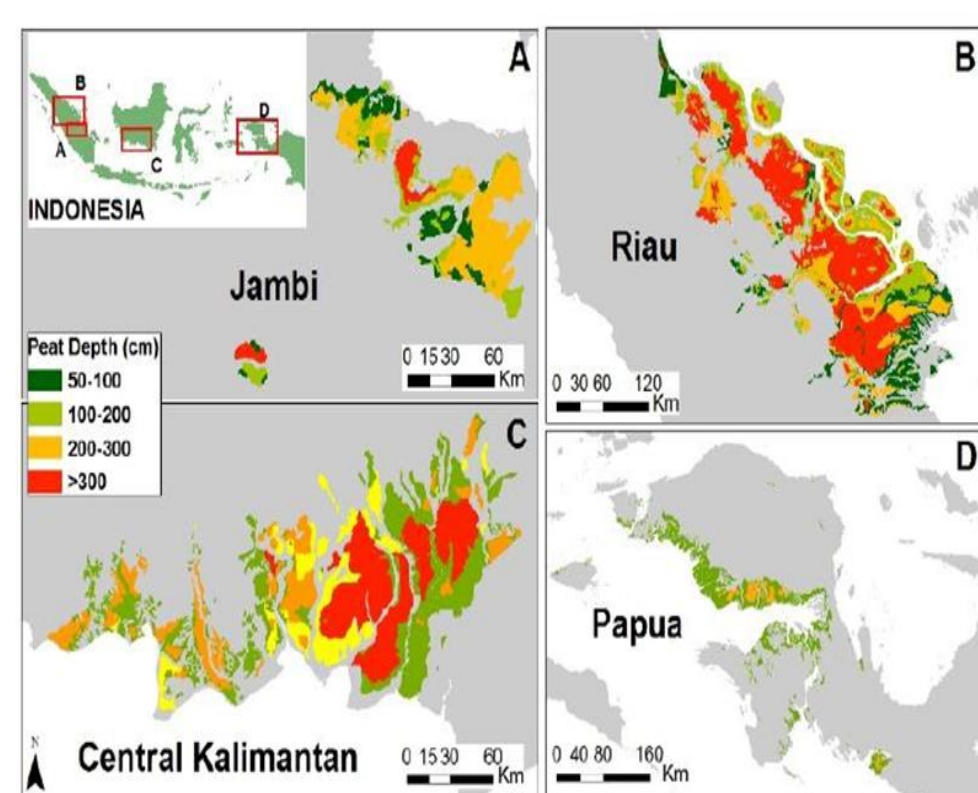 A
B
D
A
C
INDONESIA
Jambi
0 15 30 60
Km
Peat Depth (cm)
50-100
100-200
200-300
>300
B
Riau
0 30 60 120
Km
C
Central Kalimantan
N
0 15 30 60
Km
D
Papua
0 40 80 160
Km